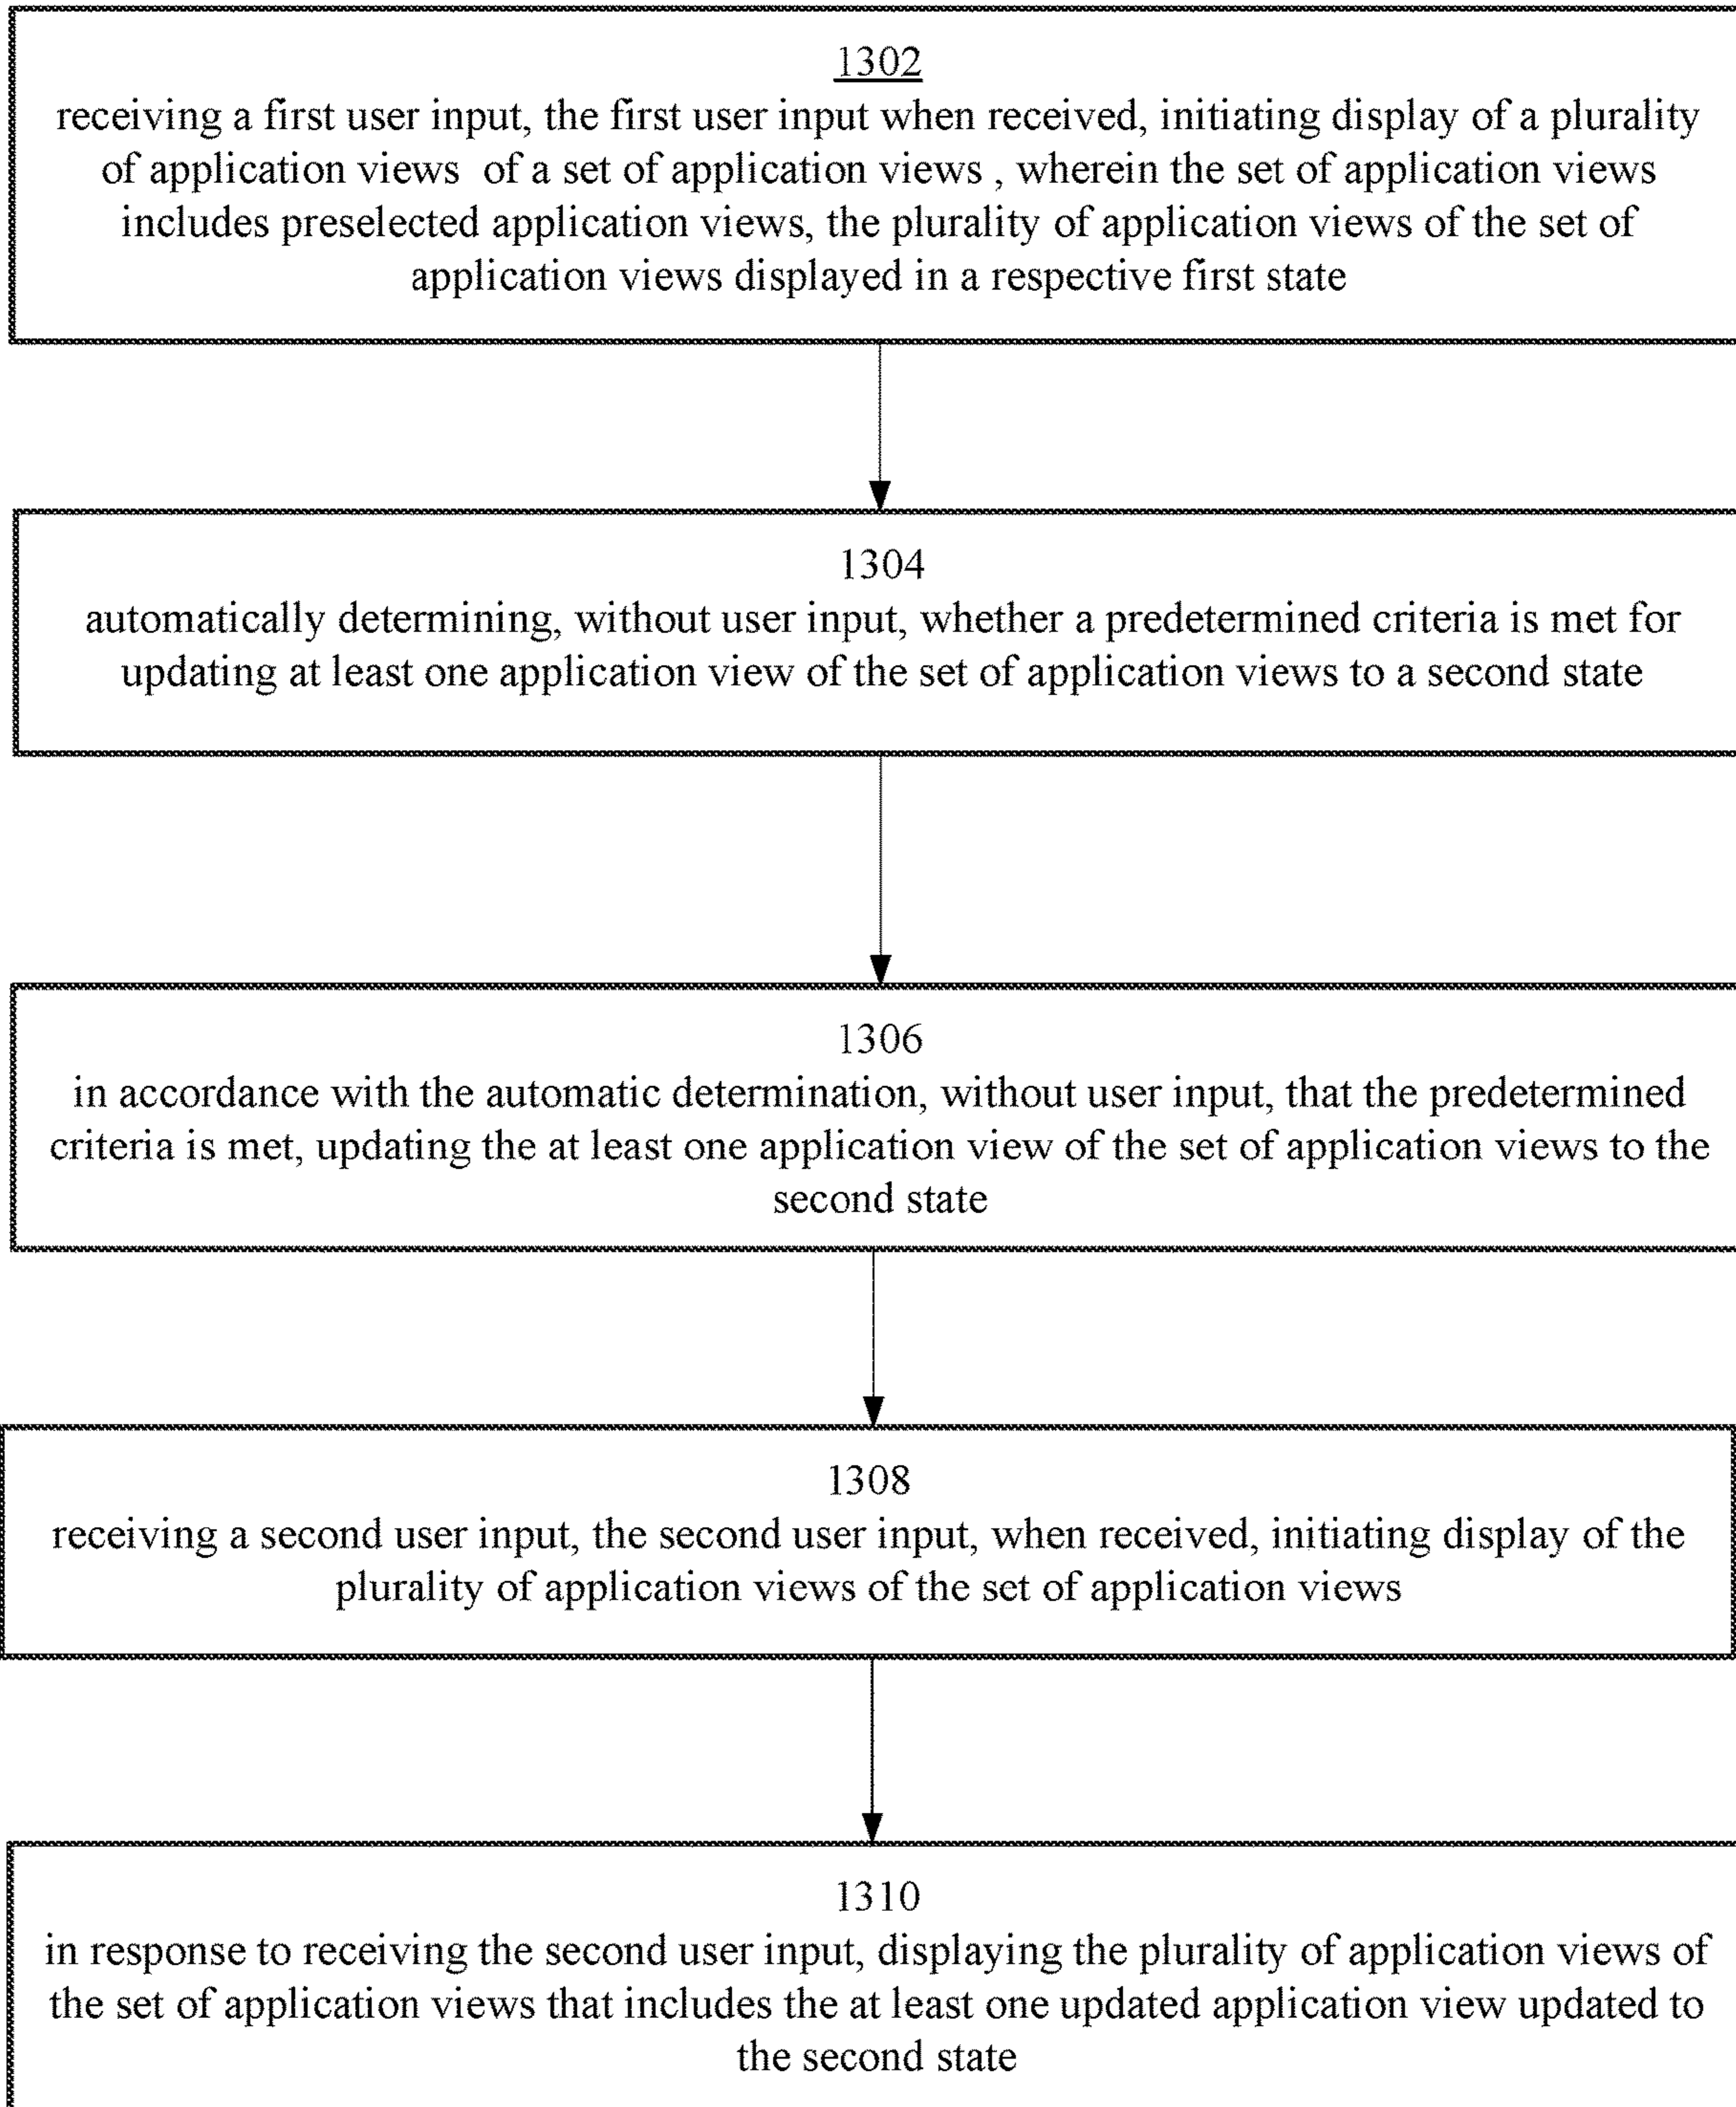 1302
receiving a first user input, the first user input when received, initiating display of a plurality
of application views of a set of application views , wherein the set of application views
includes preselected application views, the plurality of application views of the set of
application views displayed in a respective first state
1304
automatically determining, without user input, whether a predetermined criteria is met for
updating at least one application view of the set of application views to a second state
1306
in accordance with the automatic determination, without user input, that the predetermined
criteria is met, updating the at least one application view of the set of application views to the
second state
1308
receiving a second user input, the second user input, when received, initiating display of the
plurality of application views of the set of application views
1310
in response to receiving the second user input, displaying the plurality of application views of
the set of application views that includes the at least one updated application view updated to
the second state